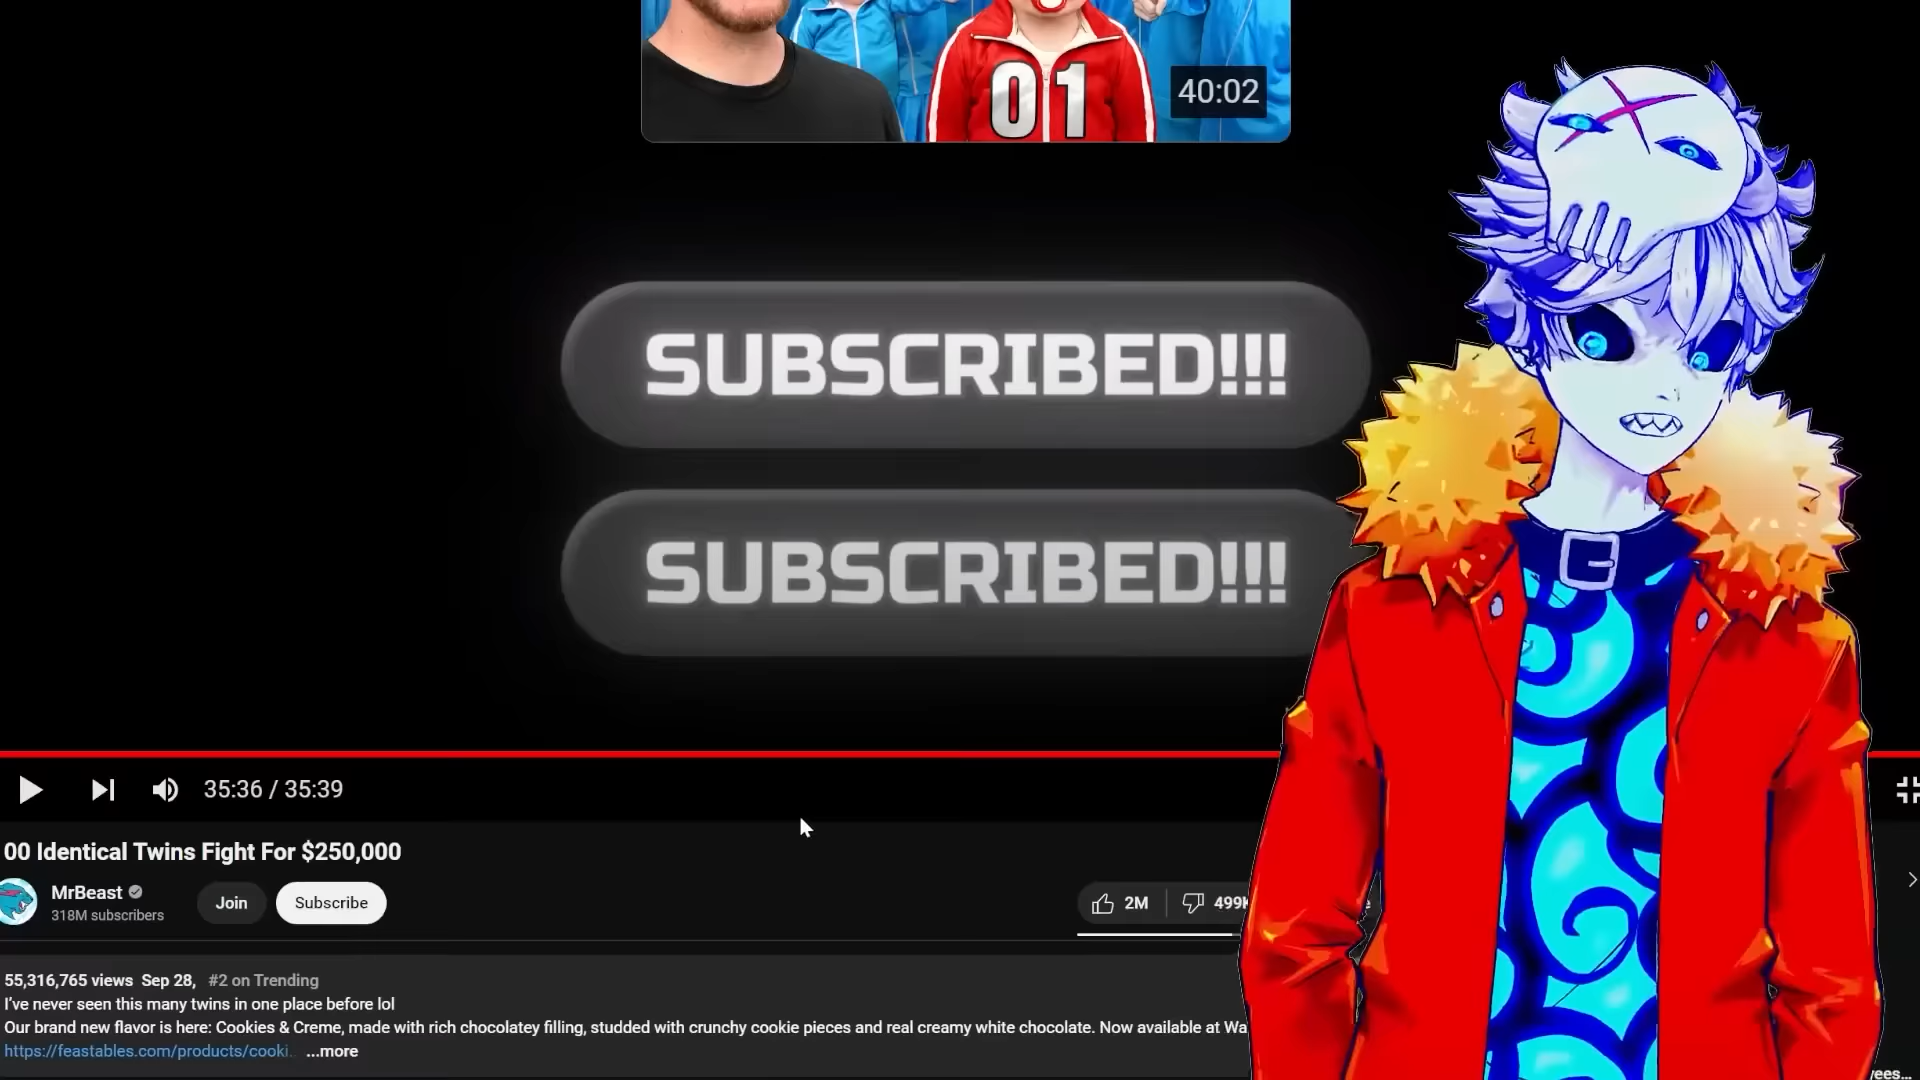 01
40:02
SUBSCRIBED!!!
SUBSCRIBED!!!
35:36 / 35:39
00 Identical Twins Fight For $250,000
MrBeast
318M subscribers
Join
Subscribe
2M
499K
55,316,765 views Sep 28, #2 on Trending
I've never seen this many twins in one place before lol
Our brand new flavor is here: Cookies & Creme, made with rich chocolatey filling, studded with crunchy cookie pieces and real creamy white chocolate. Now available at Wa
https://feastables.com/products/cooki... ...more